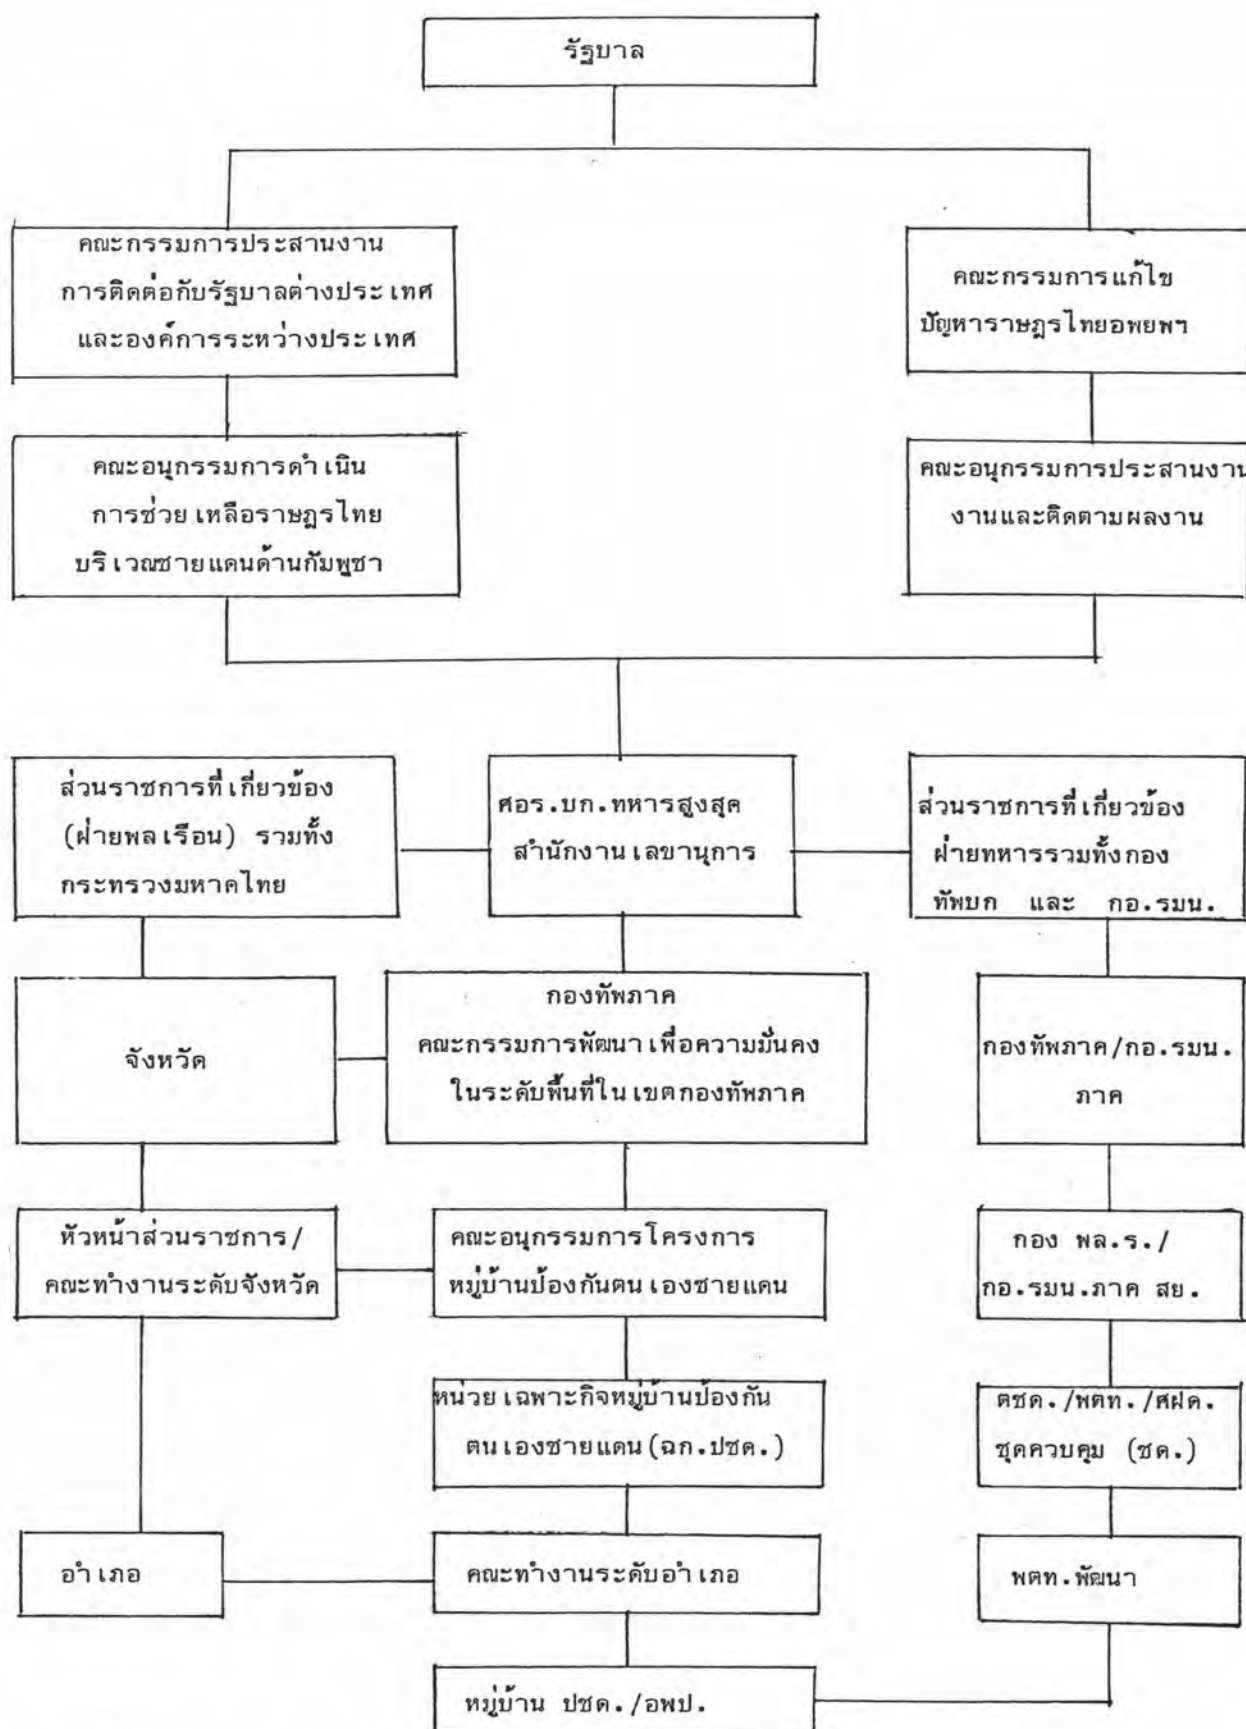 รัฐบาล
คณะกรรมการประสานงาน
การติดต่อกับรัฐบาลต่างประเทศ
และองค์การระหว่างประเทศ
คณะกรรมการแก้ไข
ปัญหาราษฎรไทยอพยพฯ
คณะอนุกรรมการดำเนิน
การช่วยเหลือราษฎรไทย
บริเวณชายแดนด้านกัมพูชา
คณะอนุกรรมการประสานงาน
งานและติดตามผลงาน
ส่วนราชการที่เกี่ยวข้อง
(ฝ่ายพลเรือน) รวมทั้ง
กระทรวงมหาดไทย
ศอร.บก.ทหารสูงสุด
สำนักงานเลขานุการ
ส่วนราชการที่เกี่ยวข้อง
ฝ่ายทหารรวมทั้งกอง
ทัพบก และ กอ.รมน.
จังหวัด
กองทัพภาค
คณะกรรมการพัฒนาเพื่อความมั่นคง
ในระดับพื้นที่ในเขตกองทัพภาค
กองทัพภาค/กอ.รมน.
ภาค
หัวหน้าส่วนราชการ/
คณะทำงานระดับจังหวัด
คณะอนุกรรมการโครงการ
หมู่บ้านป้องกันตนเองชายแดน
กอง พล.ร./
กอ.รมน.ภาค สย.
หน่วยเฉพาะกิจหมู่บ้านป้องกัน
ตนเองชายแดน(ฉก.ปชด.)
ตชด./พตท./ศฝด.
ชุดควบคุม (ชค.)
อำเภอ
คณะทำงานระดับอำเภอ
พตท.พัฒนา
หมู่บ้าน ปชด./อพป.